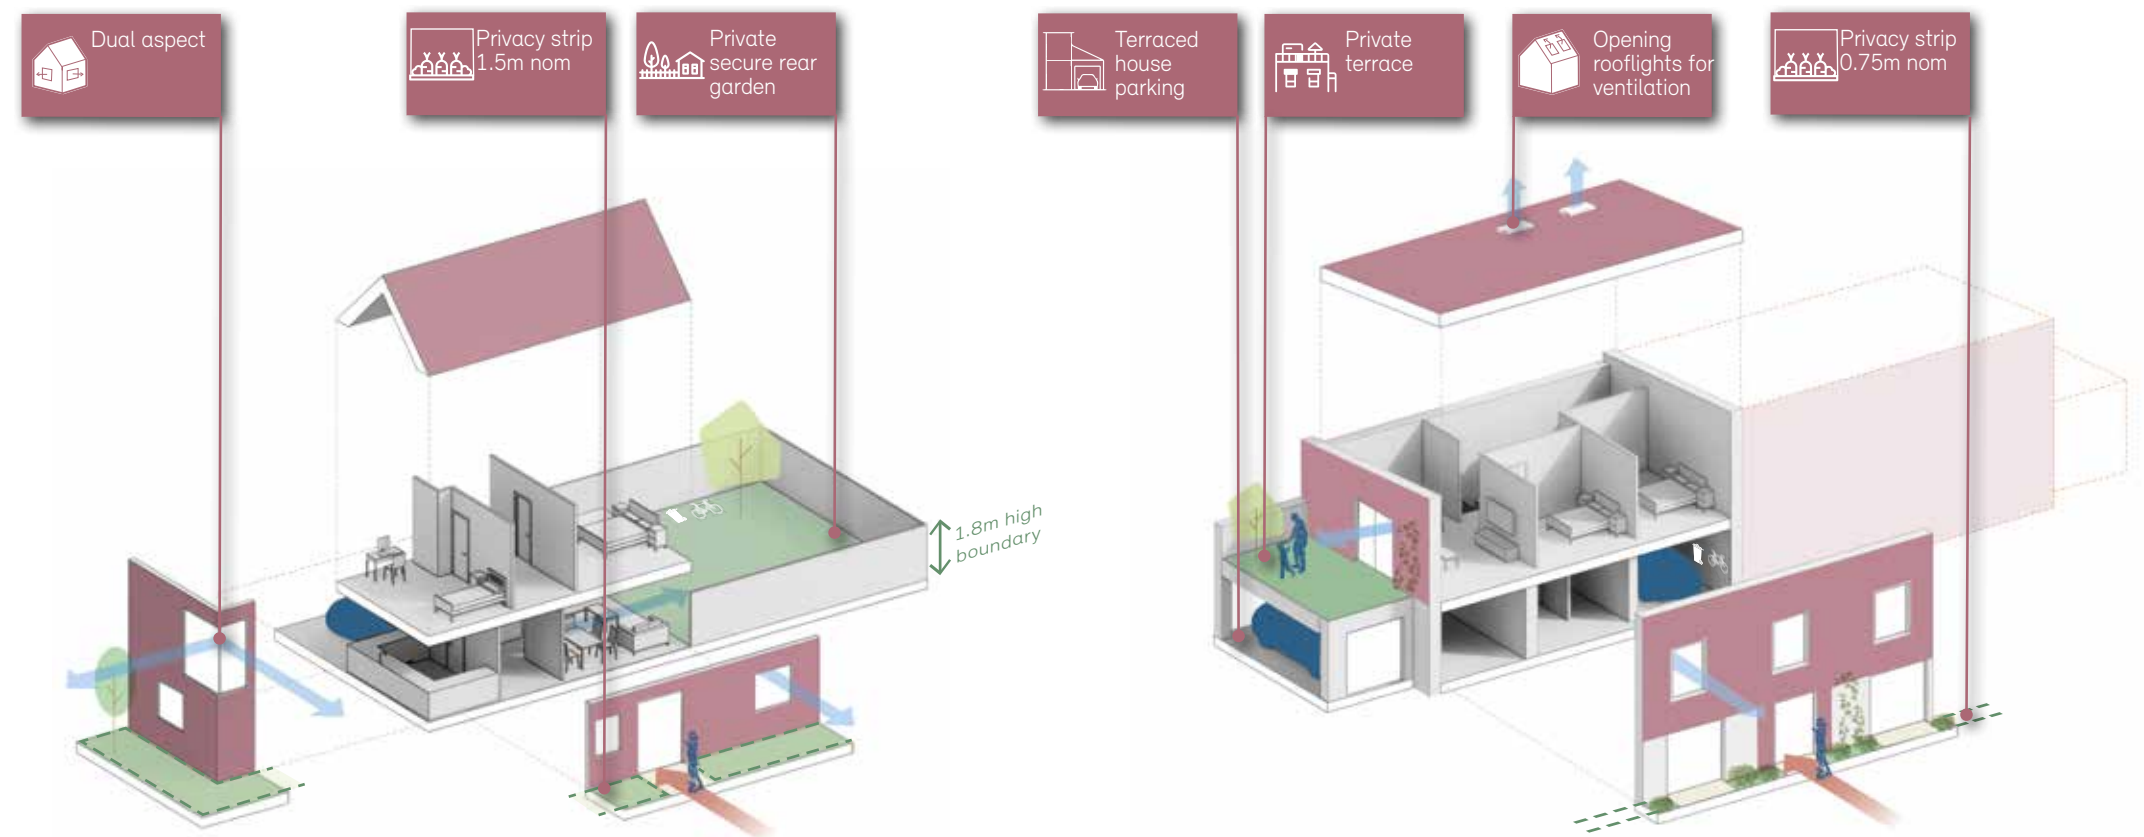 Dual aspect
Privacy strip
1.5m nom
Private
secure rear
garden
Terraced
house
parking
Private
terrace
Opening
rooflights for
ventilation
Privacy strip
0.75m nom
1.8m high
boundary